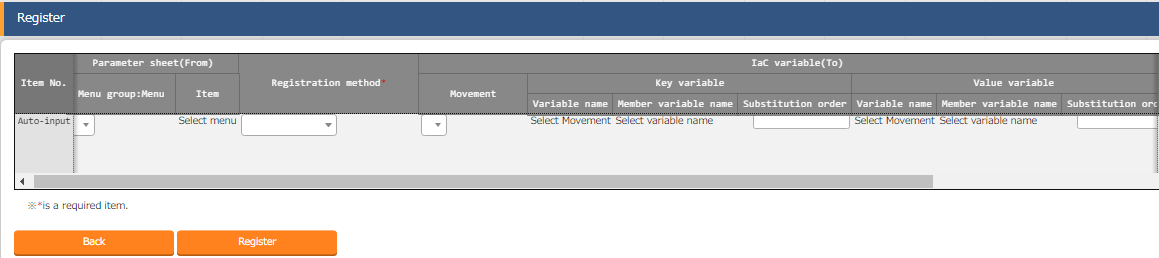 Register
Parameter sheet(From) IaC variable(To)
Item No. Registration method* Key variable Value variable
Menu group:Menu Item Movement
Variable name Member variable name Substitution order Variable name Member variable name Substitution orc
Auto-input Select menu Select Movement Select variable name Select Movement Select variable name
※*is a required item.
Back Register